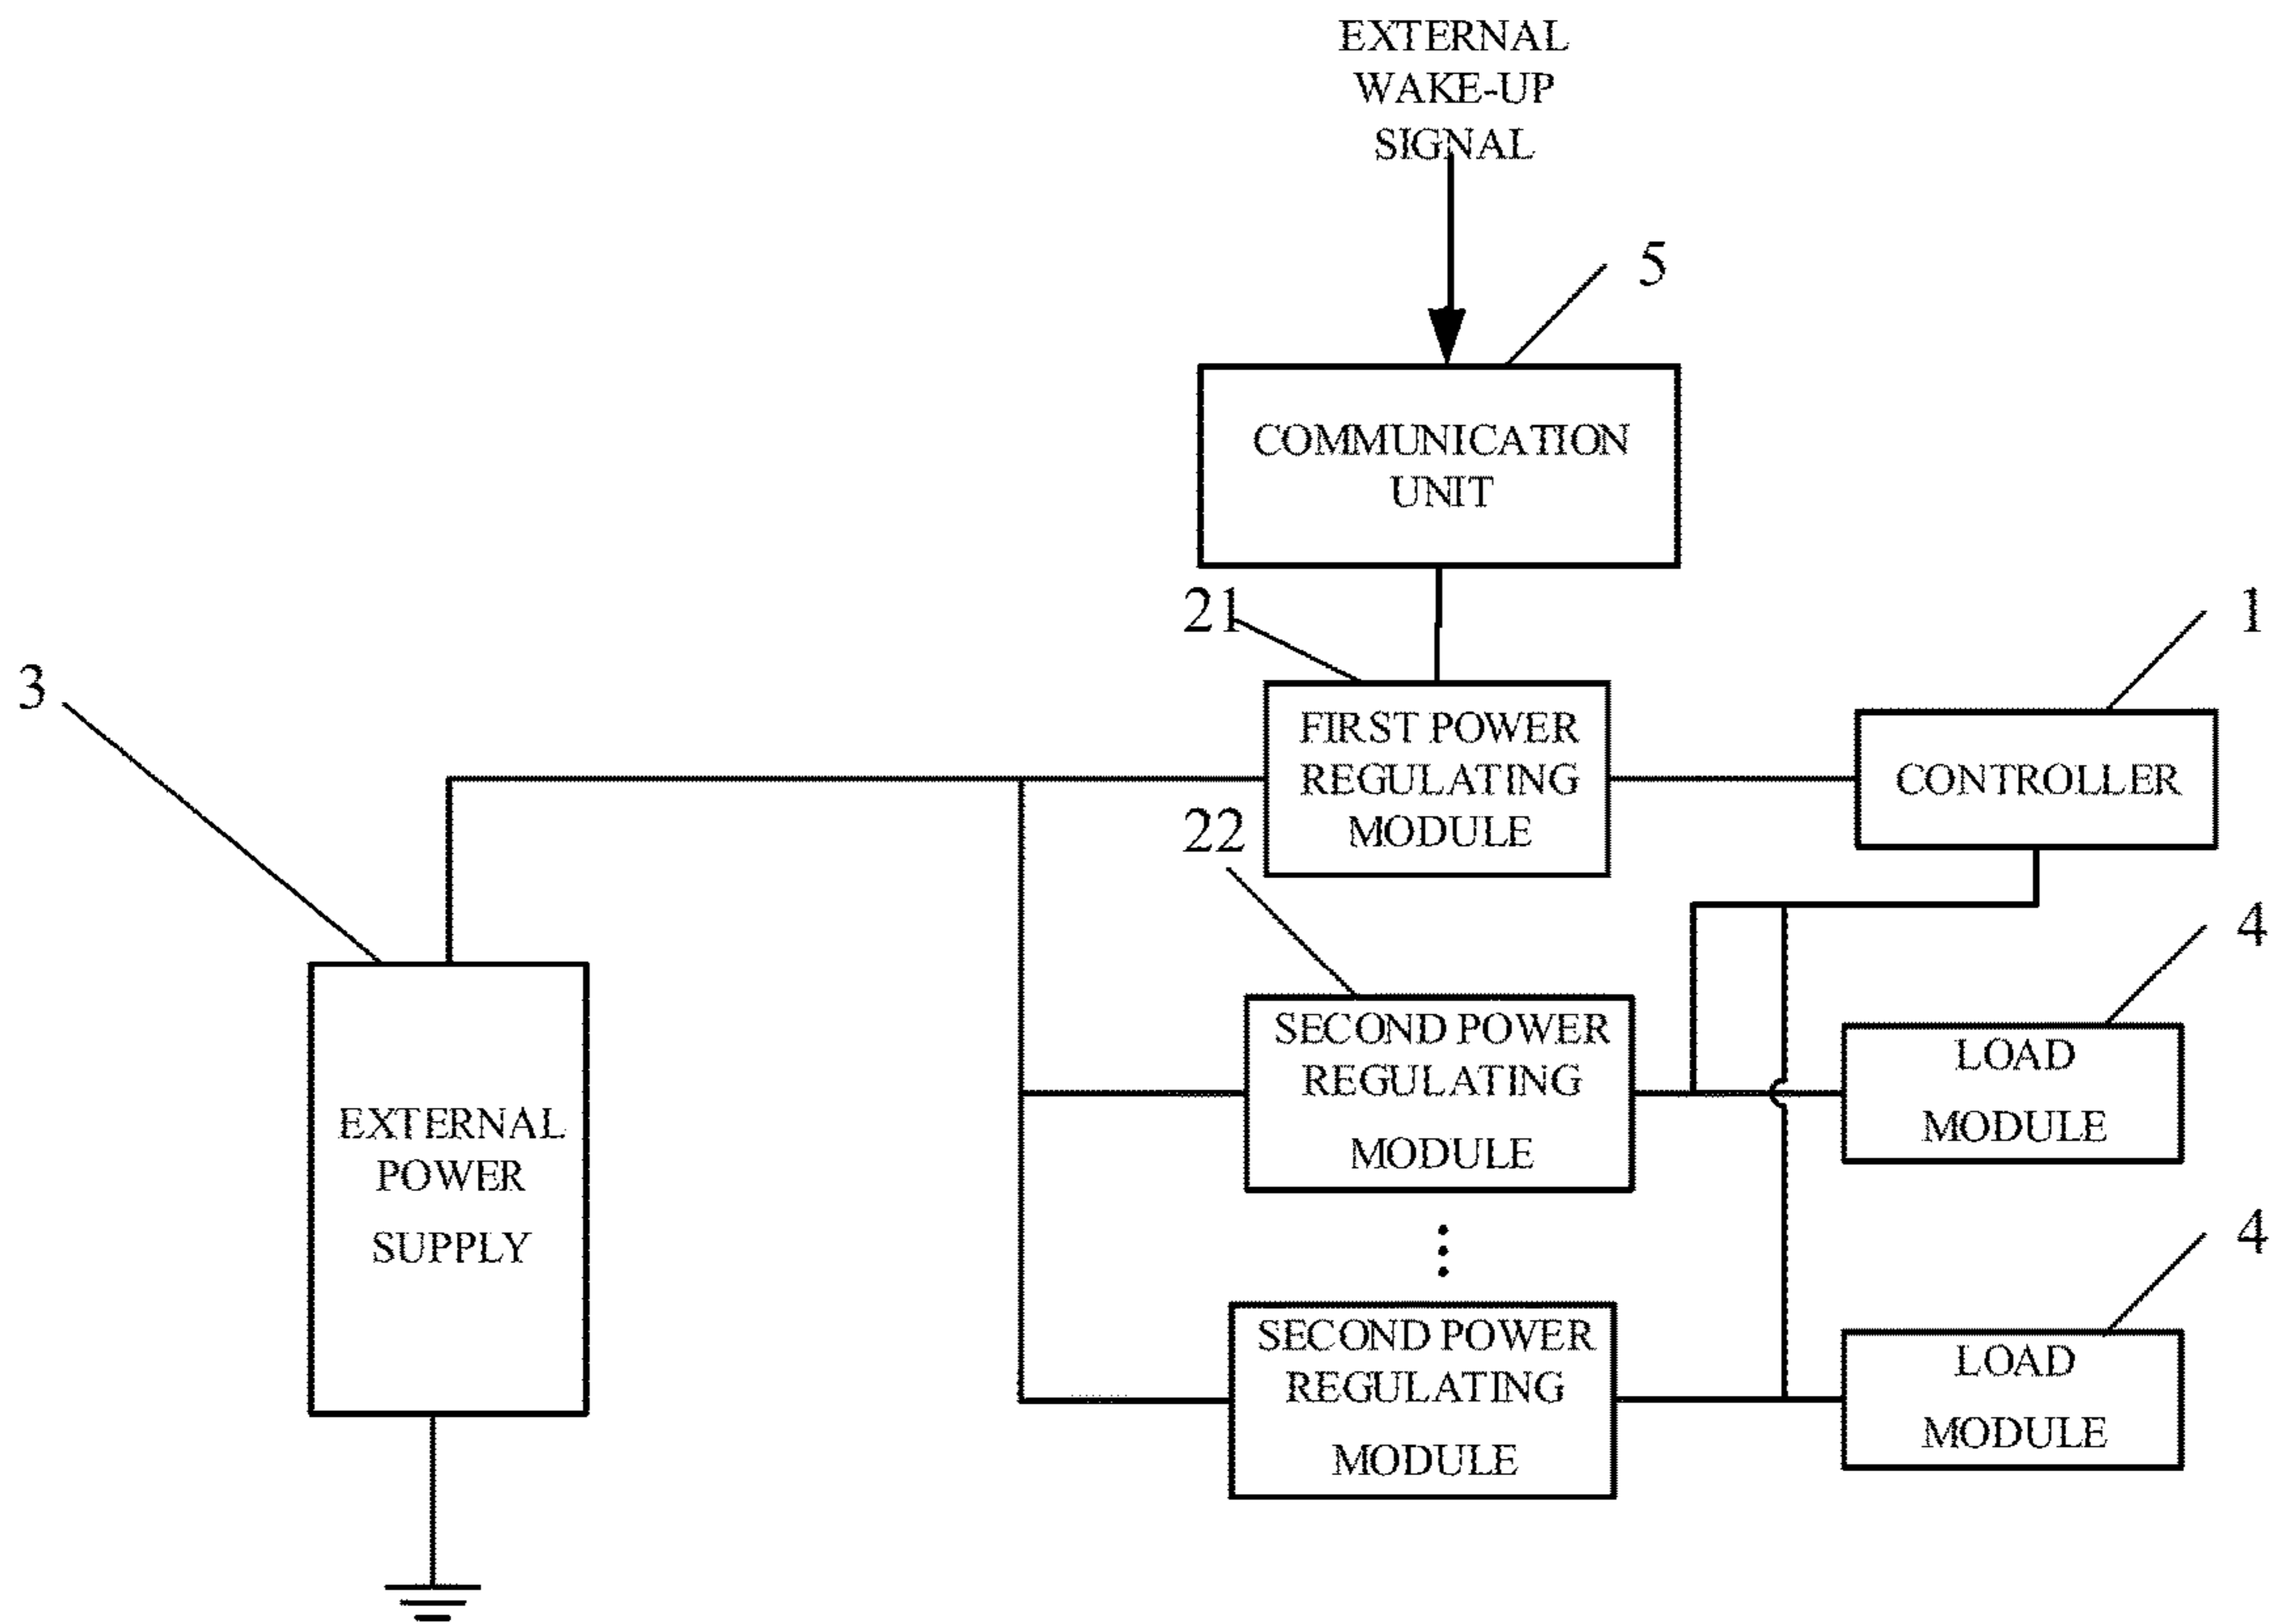 EXTERNAL
WAKE-UP
SIGNAL
5
COMMUNICATION
UNIT
21
1
3
FIRST POWER
REGULATING
MODULE
CONTROLLER
22
4
SECOND POWER
REGULATING
MODULE
LOAD
MODULE
EXTERNAL
POWER
SUPPLY
4
SECOND POWER
REGULATING
MODULE
LOAD
MODULE